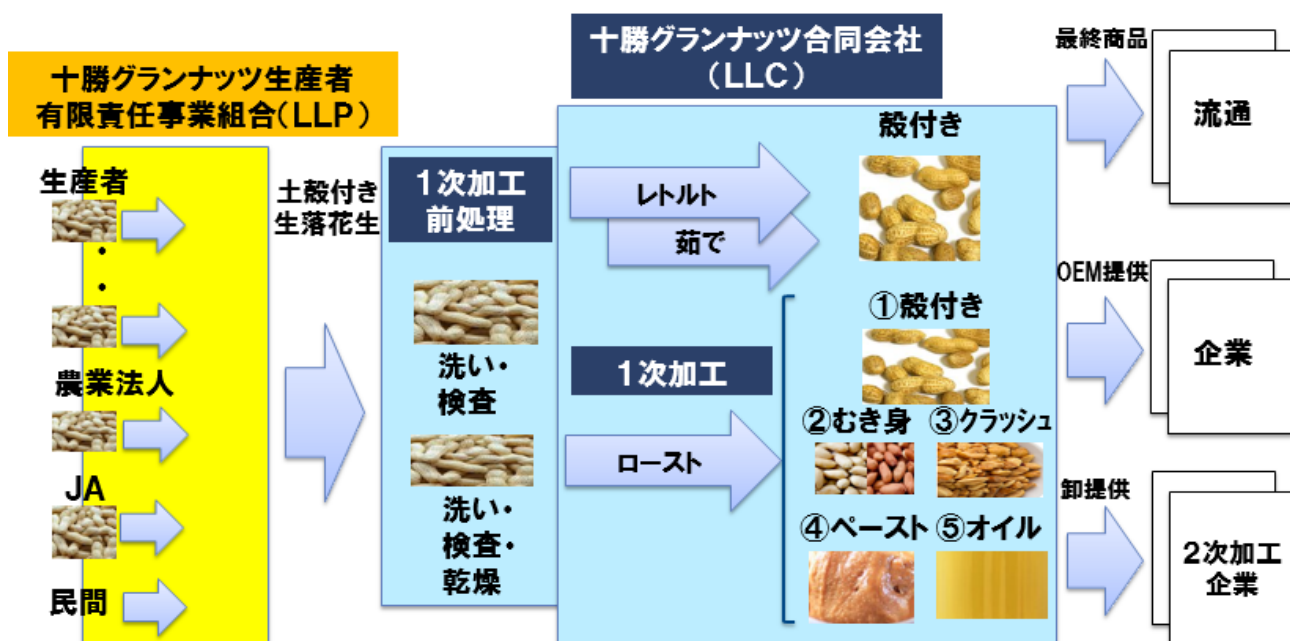 十勝グランナッツ生産者
有限責任事業組合(LLP)
生産者
・
・
農業法人
JA
民間
土殻付き
生落花生
1次加工
前処理
洗い・
検査
洗い・
検査・
乾燥
十勝グランナッツ合同会社
(LLC)
レトルト
茹で
殻付き
1次加工
ロースト
①殻付き
②むき身
③クラッシュ
④ペースト
⑤オイル
最終商品
流通
OEM提供
企業
卸提供
2次加工
企業